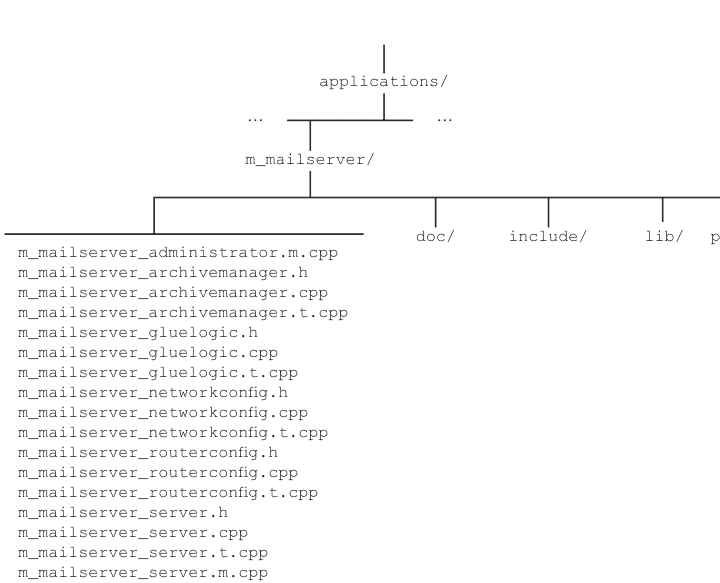 applications/
... ...
m_mailserver/
doc/ include/ lib/ p
m_mailserver_administrator.m.cpp
m_mailserver_archivemanager.h
m_mailserver_archivemanager.cpp
m_mailserver_archivemanager.t.cpp
m_mailserver_gluelogic.h
m_mailserver_gluelogic.cpp
m_mailserver_gluelogic.t.cpp
m_mailserver_networkconfig.h
m_mailserver_networkconfig.cpp
m_mailserver_networkconfig.t.cpp
m_mailserver_routerconfig.h
m_mailserver_routerconfig.cpp
m_mailserver_routerconfig.t.cpp
m_mailserver_server.h
m_mailserver_server.cpp
m_mailserver_server.t.cpp
m_mailserver_server.m.cpp